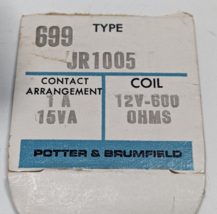 699 TYPE
JR1005
CONTACT COIL
ARRANGEMENT
1 A 12V-600
15VA OHMS
POTTER & BRUMFIELD